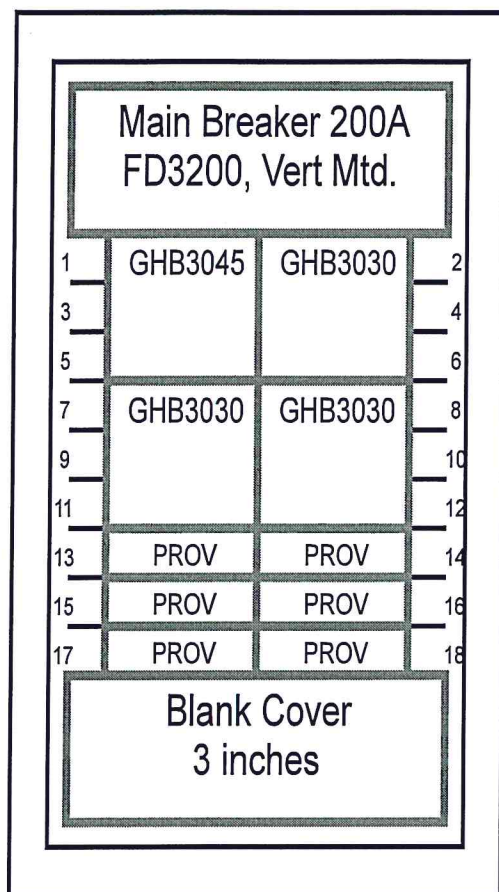 Main Breaker 200A
FD3200, Vert Mtd.
1 GHB3045 GHB3030 2
3 4
5 6
7 GHB3030 GHB3030 8
9 10
11 12
13 PROV PROV 14
15 PROV PROV 16
17 PROV PROV 18
Blank Cover
3 inches